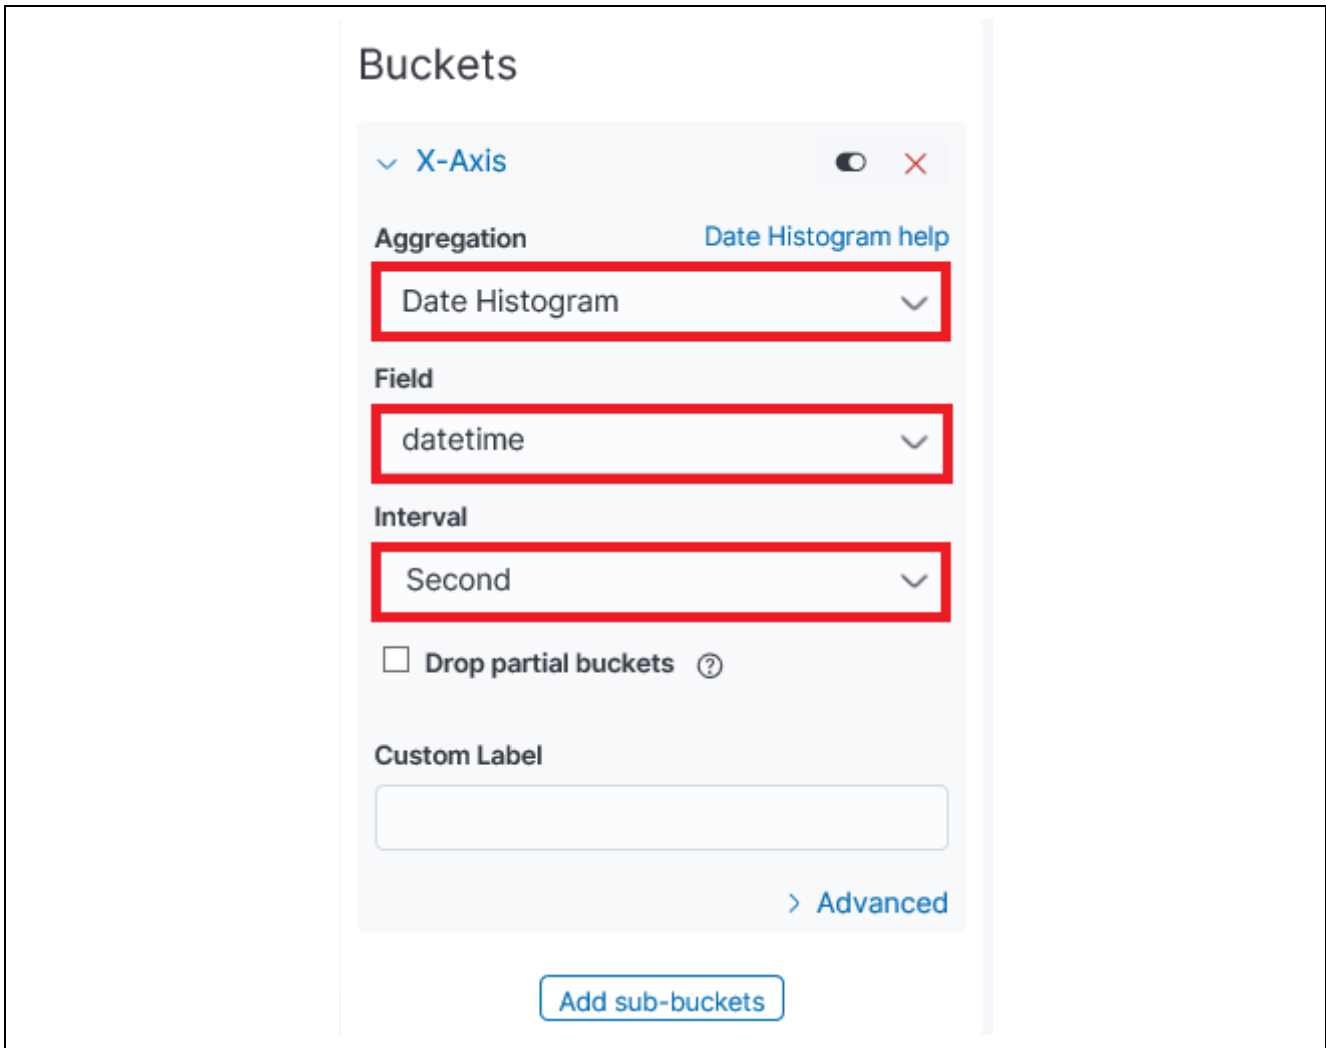 Buckets
X-Axis
Aggregation Date Histogram help
Date Histogram
Field
datetime
Interval
Second
Drop partial buckets
Custom Label
Advanced
Add sub-buckets